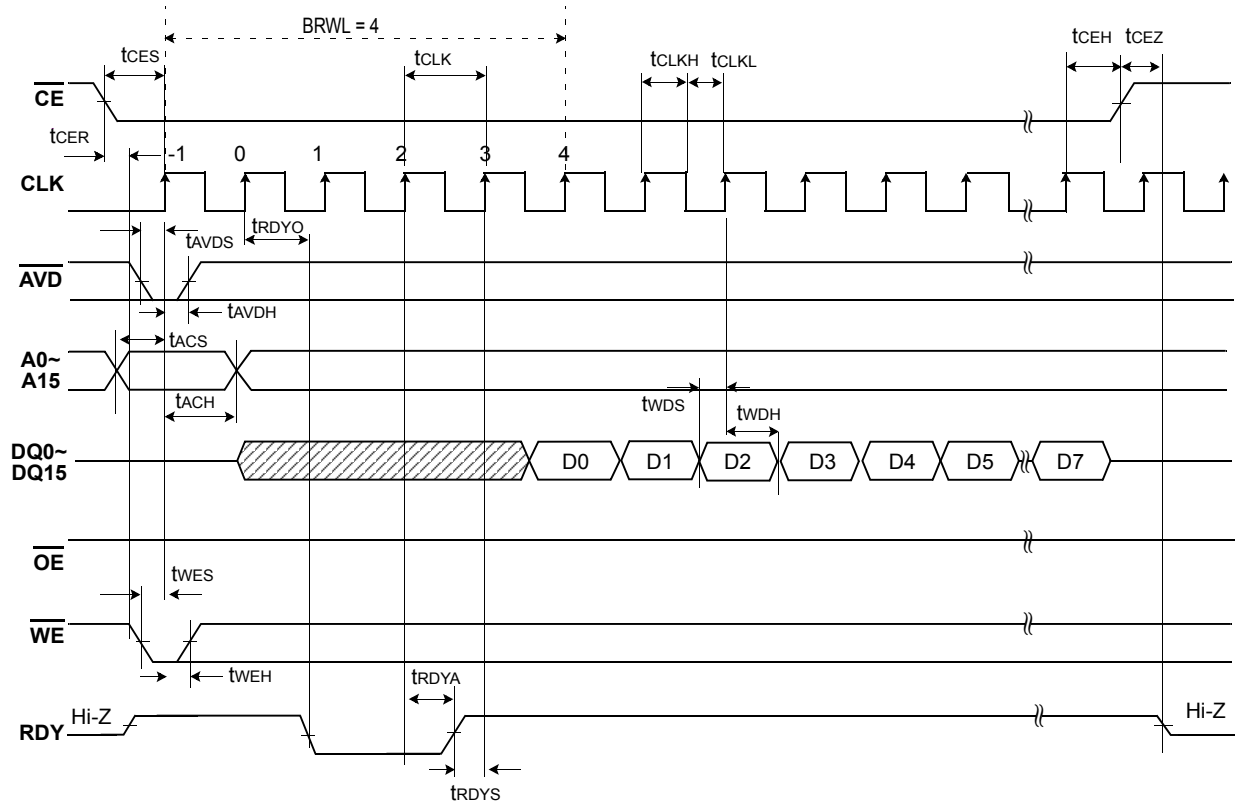 BRWL = 4
tCES
tCLK
tCLKH
tCLKL
tCEH
tCEZ
CE
tCER
-1
0
1
2
3
4
CLK
tRDYO
tAVDS
AVD
tAVDH
tACS
A0~
A15
tACH
tWDS
tWDH
DQ0~
DQ15
D0
D1
D2
D3
D4
D5
D7
OE
tWES
WE
tWEH
tRDYA
Hi-Z
RDY
Hi-Z
tRDYS